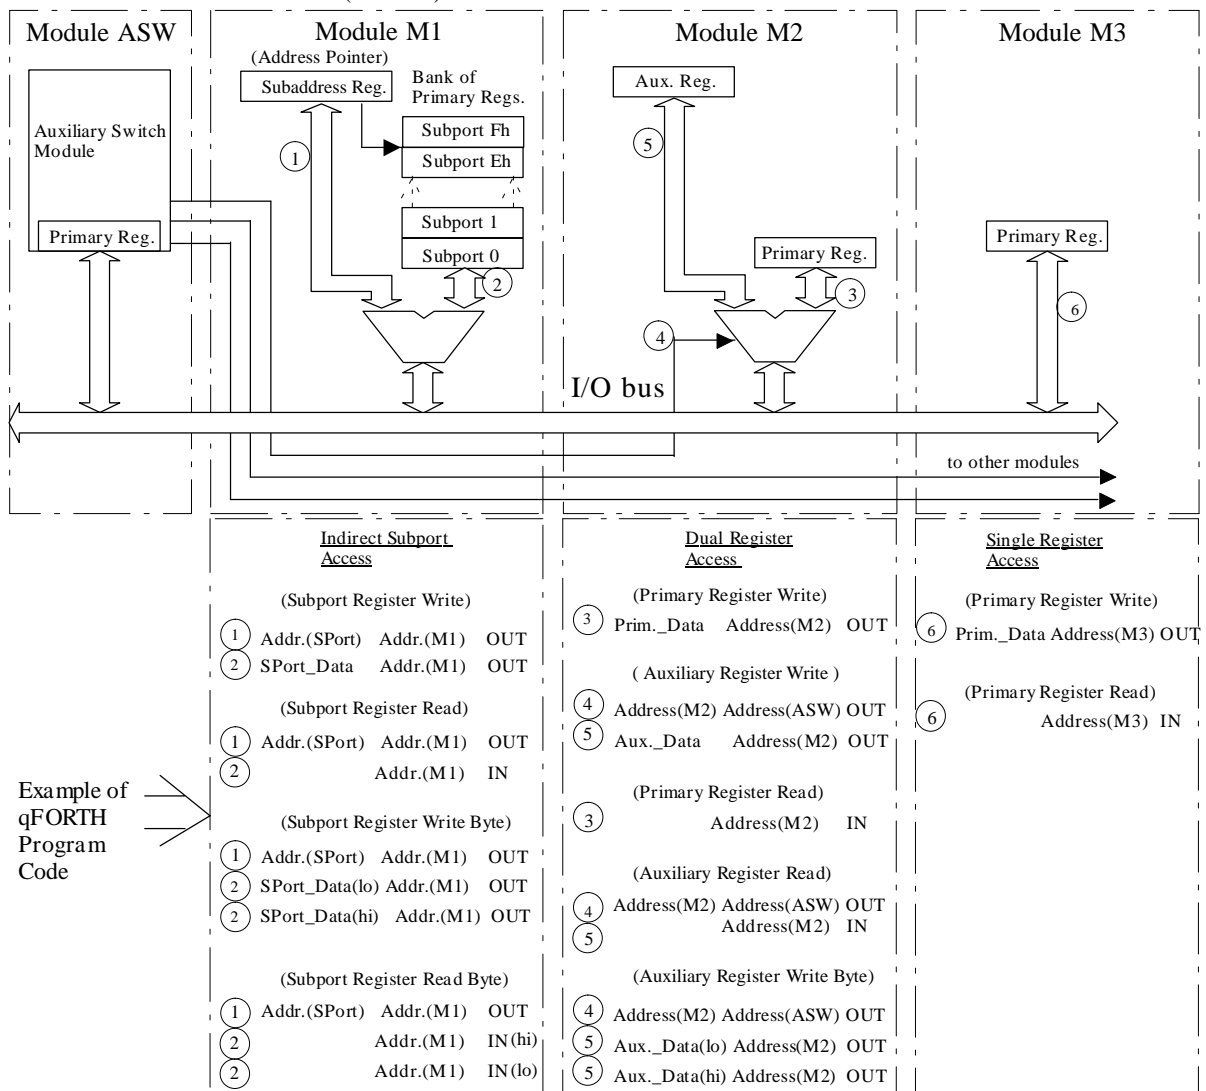 Module ASW
Auxiliary Switch
Module
Primary Reg.
Module M1
(Address Pointer)
Subaddress Reg.
Bank of
Primary Regs.
Subport Fh
Subport Eh
Subport 1
Subport 0
1
2
Module M2
Aux. Reg.
5
Primary Reg.
3
4
Module M3
Primary Reg.
6
I/O bus
to other modules
Example of
qFORTH
Program
Code
Indirect Subport
Access
(Subport Register Write)
1 Addr.(SPort) Addr.(M1) OUT
2 SPort_Data Addr.(M1) OUT
(Subport Register Read)
1 Addr.(SPort) Addr.(M1) OUT
2 Addr.(M1) IN
(Subport Register Write Byte)
1 Addr.(SPort) Addr.(M1) OUT
2 SPort_Data(lo) Addr.(M1) OUT
2 SPort_Data(hi) Addr.(M1) OUT
(Subport Register Read Byte)
1 Addr.(SPort) Addr.(M1) OUT
2 Addr.(M1) IN(hi)
2 Addr.(M1) IN(lo)
Dual Register
Access
(Primary Register Write)
3 Prim._Data Address(M2) OUT
( Auxiliary Register Write )
4 Address(M2) Address(ASW) OUT
5 Aux._Data Address(M2) OUT
(Primary Register Read)
3 Address(M2) IN
(Auxiliary Register Read)
4 Address(M2) Address(ASW) OUT
5 Address(M2) IN
(Auxiliary Register Write Byte)
4 Address(M2) Address(ASW) OUT
5 Aux._Data(lo) Address(M2) OUT
5 Aux._Data(hi) Address(M2) OUT
Single Register
Access
(Primary Register Write)
6 Prim._Data Address(M3) OUT
(Primary Register Read)
6 Address(M3) IN